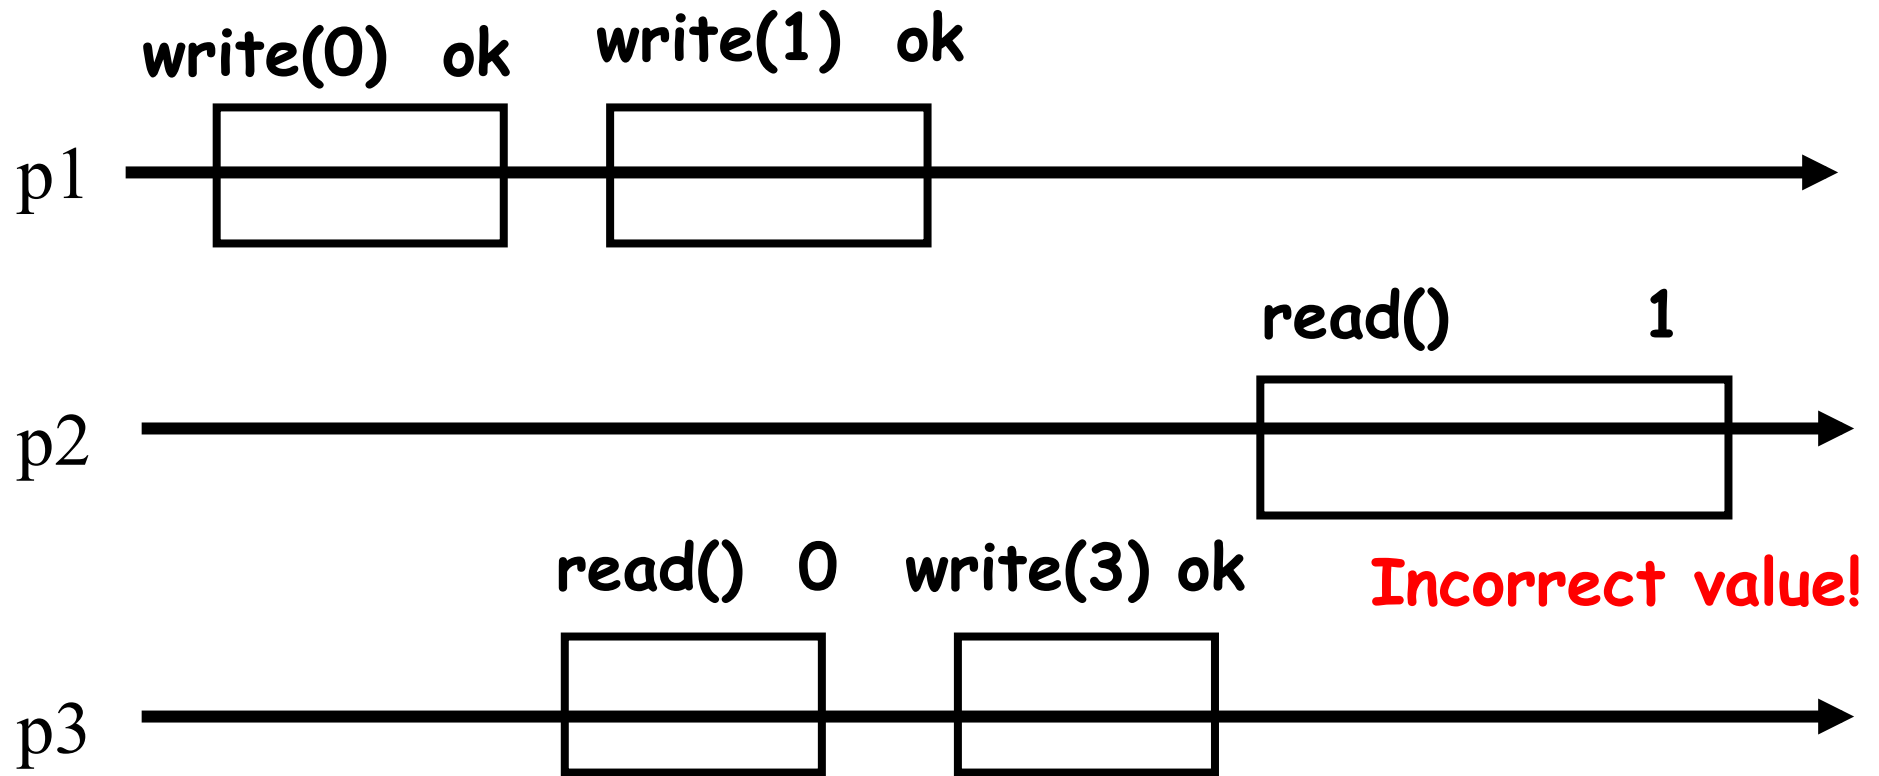 write(0) ok write(1) ok
p1
read() 1
p2
read() 0 write(3) ok
Incorrect value!
p3